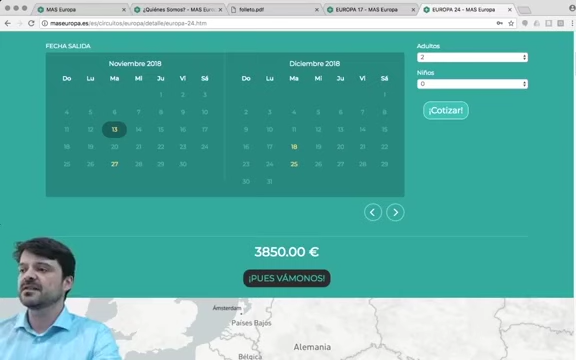 MAS Europa
¿Quiénes Somos? - MAS Euro
folleto.pdf
EUROPA 17 - MAS Europa
EUROPA 24 - MAS Europa
maseuropa.es/es/circuitos/europa/detalle/europa-24.htm
FECHA SALIDA
Noviembre 2018
Do Lu Ma Mi Ju Vi Sá
1 2 3
4 5 6 7 8 9 10
11 12 13 14 15 16 17
18 19 20 21 22 23 24
25 26 27 28 29 30
Diciembre 2018
Do Lu Ma Mi Ju Vi Sá
1
2 3 4 5 6 7 8
9 10 11 12 13 14 15
16 17 18 19 20 21 22
23 24 25 26 27 28 29
30 31
Adultos
2
Niños
0
¡Cotizar!
3850.00 €
¡PUES VÁMONOS!
Ámsterdam
Países Bajos
Alemania
Bélgica